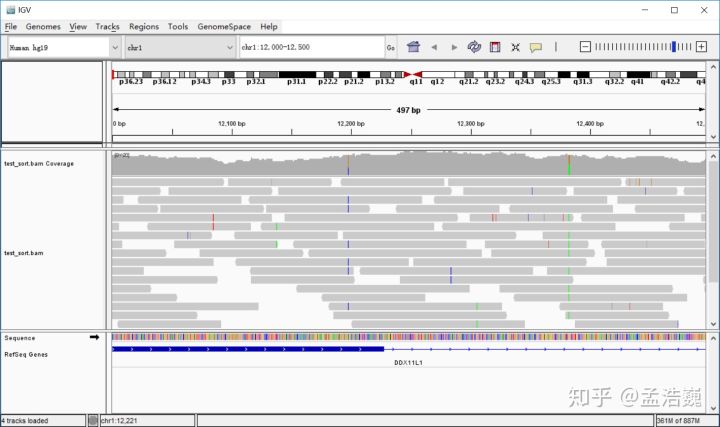 IGV
File Genomes View Tracks Regions Tools GenomeSpace Help
Human hg19 chr1 chr1:12,000-12,500 Go
p36.23 p36.12 p34.3 p33 p32.1 p31.1 p22.2 p21.2 p13.2 q11 q12 q21.2 q23.2 q24.3 q25.3 q31.1 q32.2 q41 q42.2 q4
497 bp
0 bp 12,100 bp 12,200 bp 12,300 bp 12,400 bp 12,
test_sort.bam Coverage
test_sort.bam
Sequence
RefSeq Genes
DDX11L1
知乎 @孟浩巍
4 tracks loaded chr1:12,221 361M of 887M